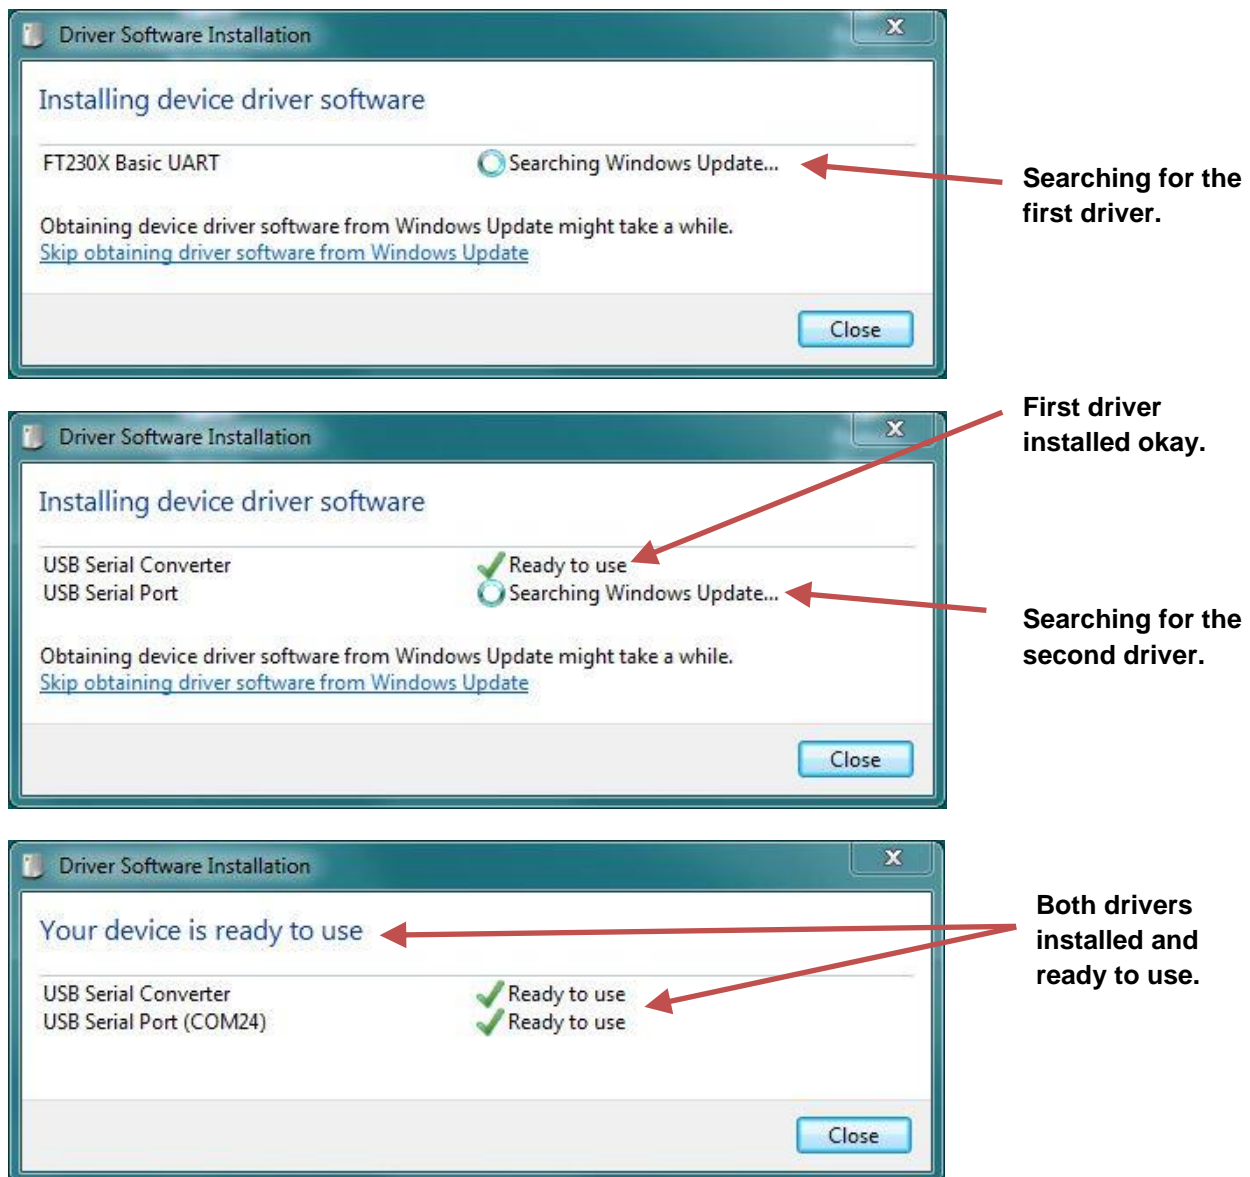 Driver Software Installation
Installing device driver software
FT230X Basic UART Searching Windows Update...
Obtaining device driver software from Windows Update might take a while.
Skip obtaining driver software from Windows Update
Close
Searching for the
first driver.
Driver Software Installation
Installing device driver software
USB Serial Converter Ready to use
USB Serial Port Searching Windows Update...
Obtaining device driver software from Windows Update might take a while.
Skip obtaining driver software from Windows Update
Close
First driver
installed okay.
Searching for the
second driver.
Driver Software Installation
Your device is ready to use
USB Serial Converter Ready to use
USB Serial Port (COM24) Ready to use
Close
Both drivers
installed and
ready to use.